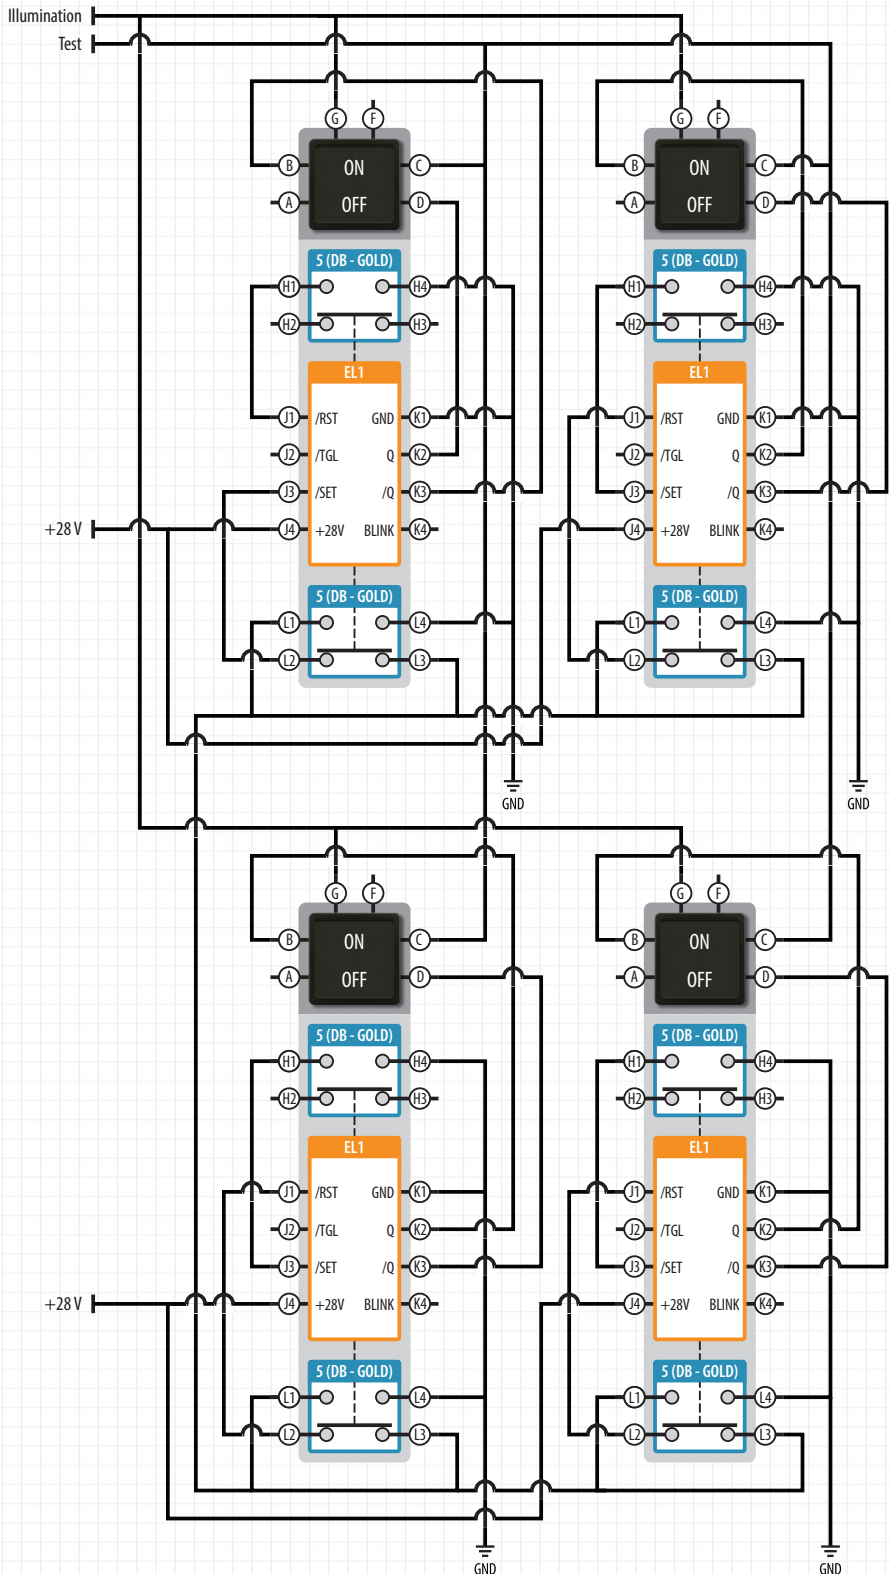 Illumination
Test
G F G F
B ON C B ON C
A OFF D A OFF D
5 (DB - GOLD) 5 (DB - GOLD)
H1 H4 H1 H4
H2 H3 H2 H3
EL1 EL1
J1 /RST GND K1 J1 /RST GND K1
J2 /TGL Q K2 J2 /TGL Q K2
J3 /SET /Q K3 J3 /SET /Q K3
+28 V J4 +28V BLINK K4 J4 +28V BLINK K4
5 (DB - GOLD) 5 (DB - GOLD)
L1 L4 L1 L4
L2 L3 L2 L3
GND GND
G F G F
B ON C B ON C
A OFF D A OFF D
5 (DB - GOLD) 5 (DB - GOLD)
H1 H4 H1 H4
H2 H3 H2 H3
EL1 EL1
J1 /RST GND K1 J1 /RST GND K1
J2 /TGL Q K2 J2 /TGL Q K2
J3 /SET /Q K3 J3 /SET /Q K3
+28 V J4 +28V BLINK K4 J4 +28V BLINK K4
5 (DB - GOLD) 5 (DB - GOLD)
L1 L4 L1 L4
L2 L3 L2 L3
GND GND